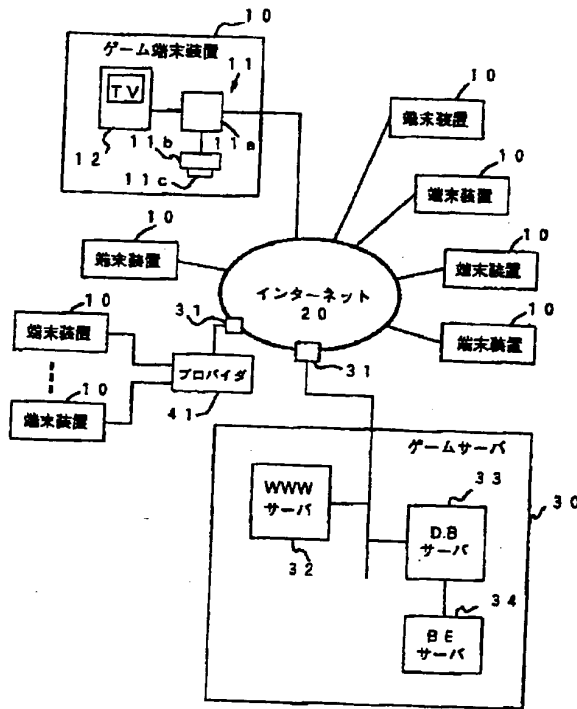 10
ゲーム端末装置
11
TV
12
11b
11a
11c
10
端末装置
10
端末装置
10
端末装置
10
端末装置
10
端末装置
インターネット
20
31
31
10
端末装置
10
端末装置
プロバイダ
41
ゲームサーバ
30
WWW
サーバ
32
33
D.B
サーバ
34
BE
サーバ